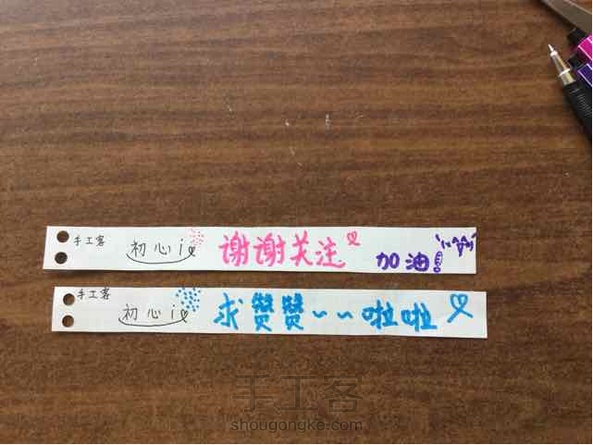 手工客 初心i 谢谢关注 加油!!!
手工客 初心i 求赞赞~~啦啦
手工客
shougongke.com